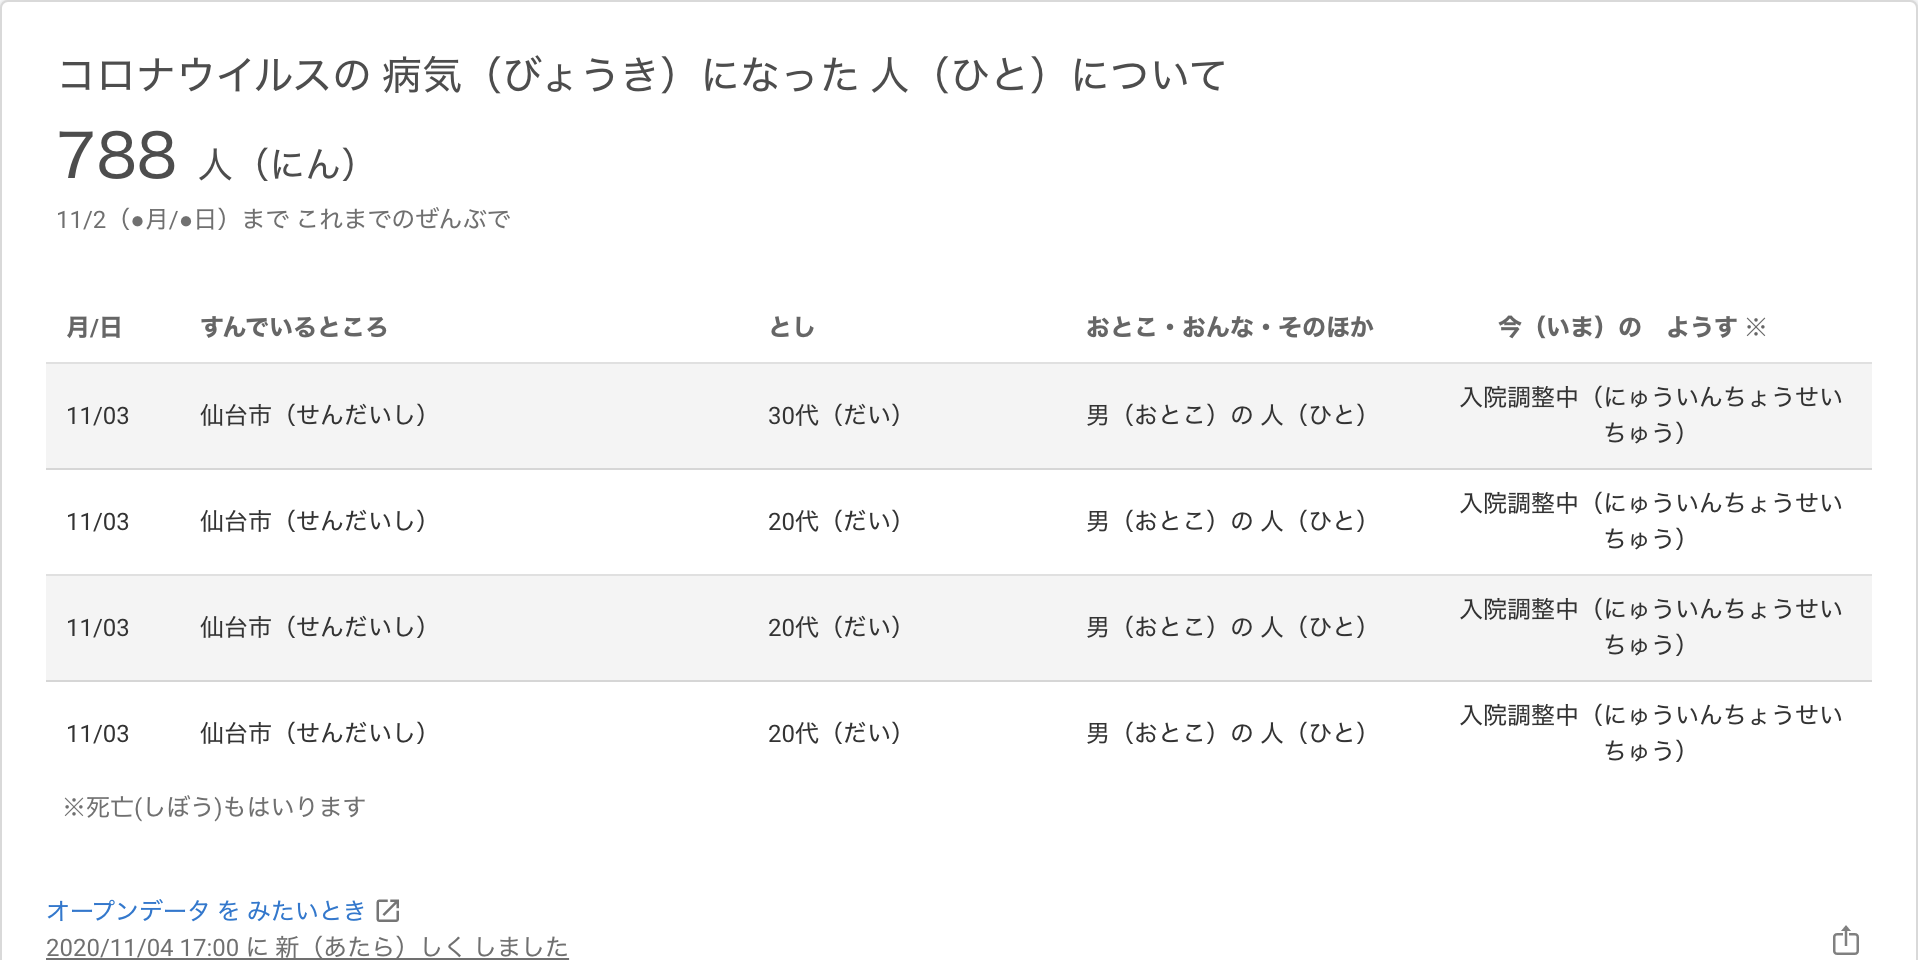 コロナウイルスの 病気（びょうき）になった 人（ひと）について
788 人（にん）
11/2（●月/●日）まで これまでのぜんぶで
月/日 すんでいるところ とし おとこ・おんな・そのほか 今（いま）の　ようす ※
11/03 仙台市（せんだいし） 30代（だい） 男（おとこ）の 人（ひと） 入院調整中（にゅういんちょうせい
ちゅう）
11/03 仙台市（せんだいし） 20代（だい） 男（おとこ）の 人（ひと） 入院調整中（にゅういんちょうせい
ちゅう）
11/03 仙台市（せんだいし） 20代（だい） 男（おとこ）の 人（ひと） 入院調整中（にゅういんちょうせい
ちゅう）
11/03 仙台市（せんだいし） 20代（だい） 男（おとこ）の 人（ひと） 入院調整中（にゅういんちょうせい
ちゅう）
※死亡(しぼう)もはいります
オープンデータ を みたいとき
2020/11/04 17:00 に 新（あたら）しく しました